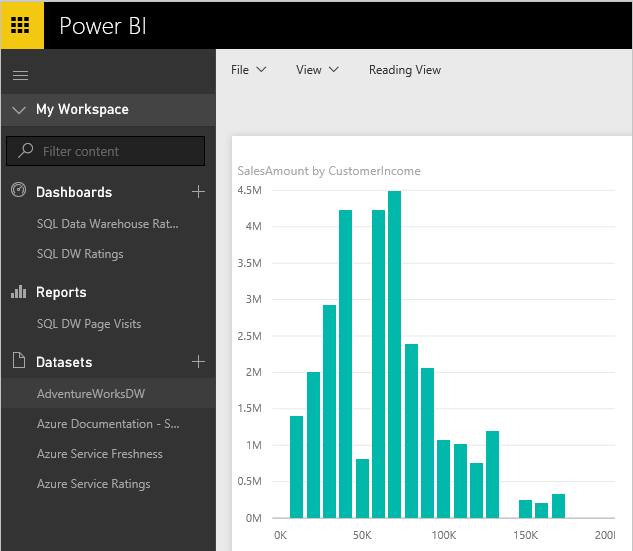 Power BI
My Workspace
Filter content
Dashboards
SQL Data Warehouse Rat...
SQL DW Ratings
Reports
SQL DW Page Visits
Datasets
AdventureWorksDW
Azure Documentation - S...
Azure Service Freshness
Azure Service Ratings
File
View
Reading View
SalesAmount by CustomerIncome
4.5M
4M
3.5M
3M
2.5M
2M
1.5M
1M
0.5M
0M
0K 50K 100K 150K 200